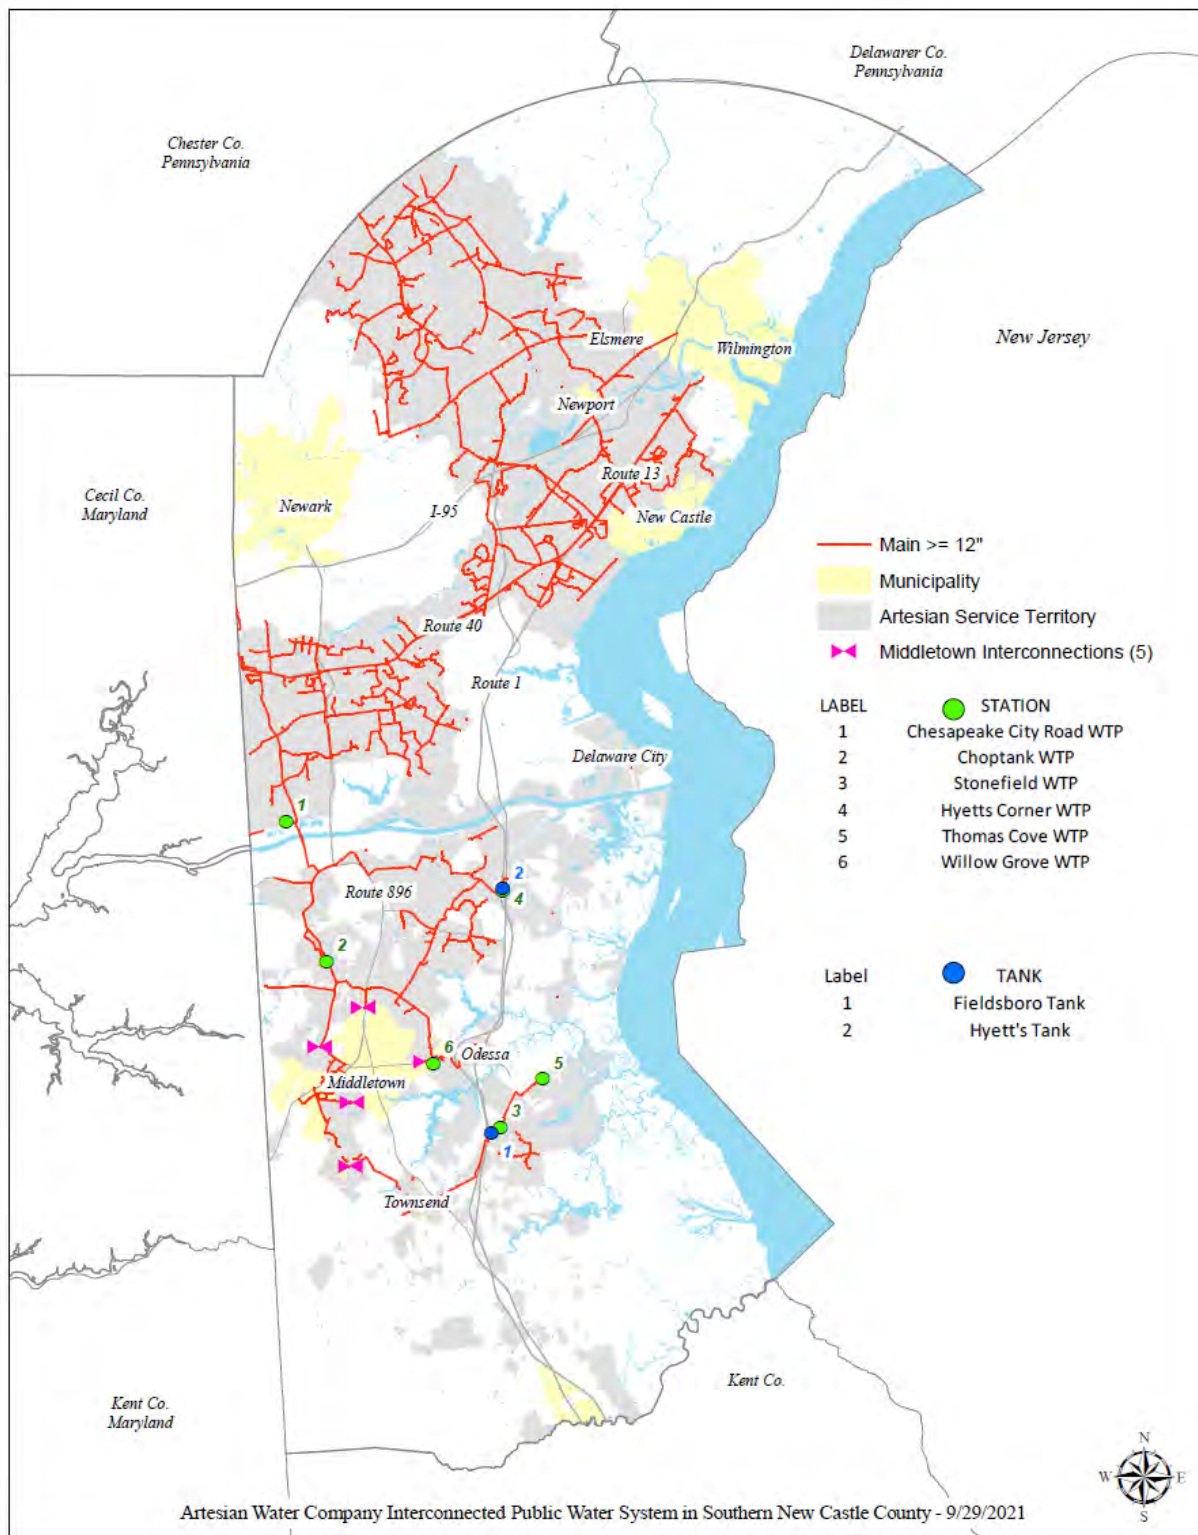 Delawarer Co.
Pennsylvania
Chester Co.
Pennsylvania
New Jersey
Elsmere
Wilmington
Newport
Cecil Co.
Maryland
Newark
I-95
Route 13
New Castle
Main >= 12"
Municipality
Artesian Service Territory
Middletown Interconnections (5)
Route 40
Route 1
LABEL STATION
1 Chesapeake City Road WTP
2 Choptank WTP
3 Stonefield WTP
4 Hyetts Corner WTP
5 Thomas Cove WTP
6 Willow Grove WTP
Delaware City
1
2
Route 896
4
2
Label TANK
1 Fieldsboro Tank
2 Hyett's Tank
6
Odessa
5
Middletown
3
1
Townsend
Kent Co.
Kent Co.
Maryland
N
W E
S
Artesian Water Company Interconnected Public Water System in Southern New Castle County - 9/29/2021